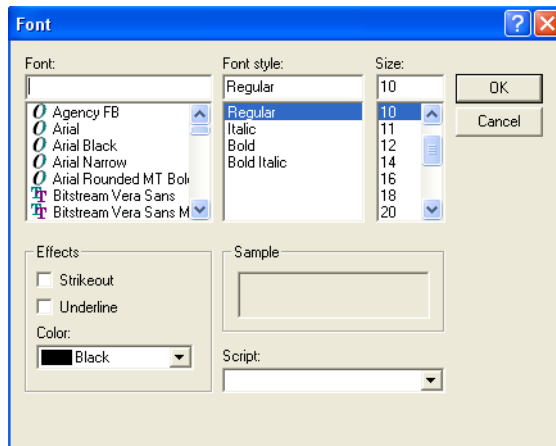 Font
Font:
Font style:
Size:
Regular
10
OK
Cancel
Agency FB
Arial
Arial Black
Arial Narrow
Arial Rounded MT Bol
Bitstream Vera Sans
Bitstream Vera Sans M
Regular
Italic
Bold
Bold Italic
10
11
12
14
16
18
20
Effects
Strikeout
Underline
Color:
Black
Sample
Script: